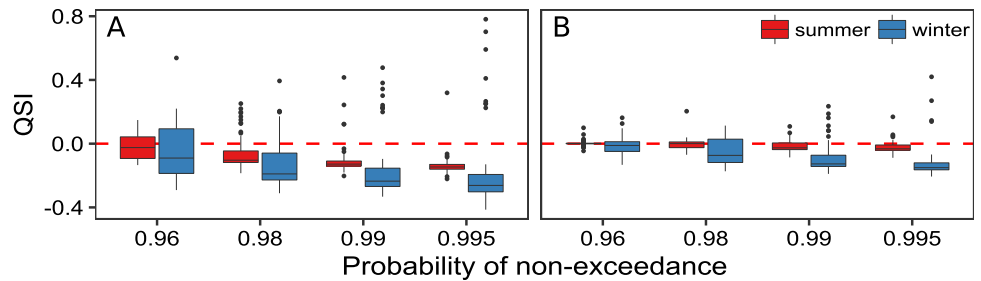 A
B
summer winter
QSI
0.8
0.4
0.0
-0.4
0.96 0.98 0.99 0.995
0.96 0.98 0.99 0.995
Probability of non-exceedance